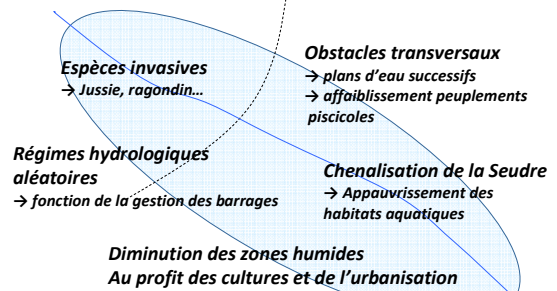 Espèces invasives
→ Jussie, ragondin…
Obstacles transversaux
→ plans d’eau successifs
→ affaiblissement peuplements
piscicoles
Régimes hydrologiques
aléatoires
→ fonction de la gestion des barrages
Chenalisation de la Seudre
→ Appauvrissement des
habitats aquatiques
Diminution des zones humides
Au profit des cultures et de l’urbanisation